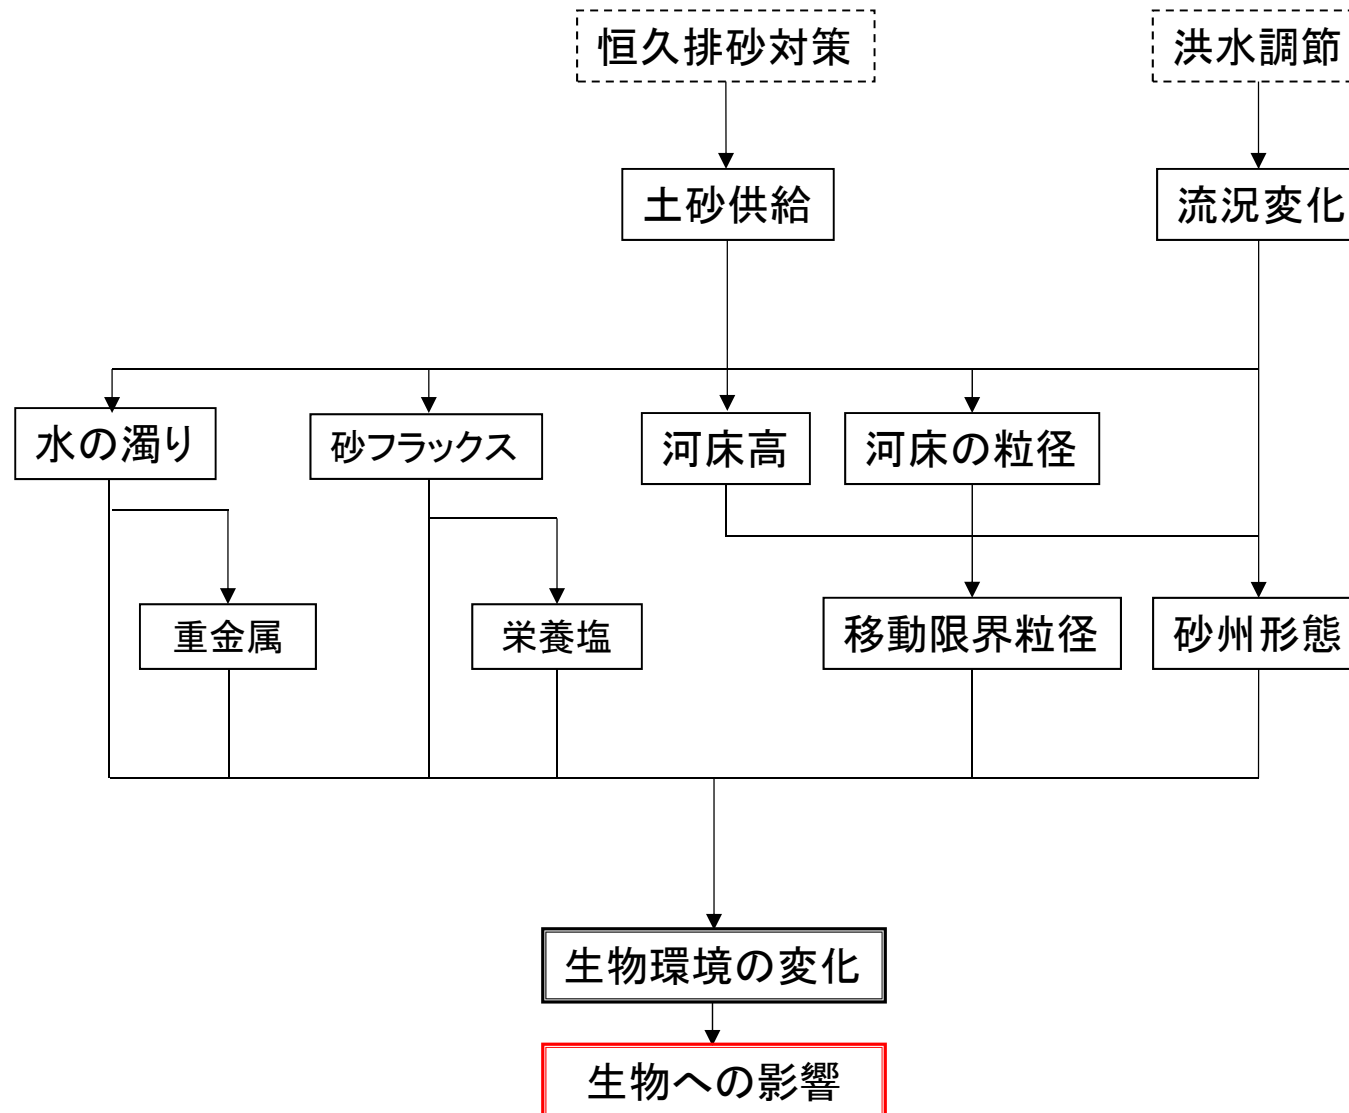 恒久排砂対策
洪水調節
土砂供給
流況変化
水の濁り
砂フラックス
河床高
河床の粒径
重金属
栄養塩
移動限界粒径
砂州形態
生物環境の変化
生物への影響